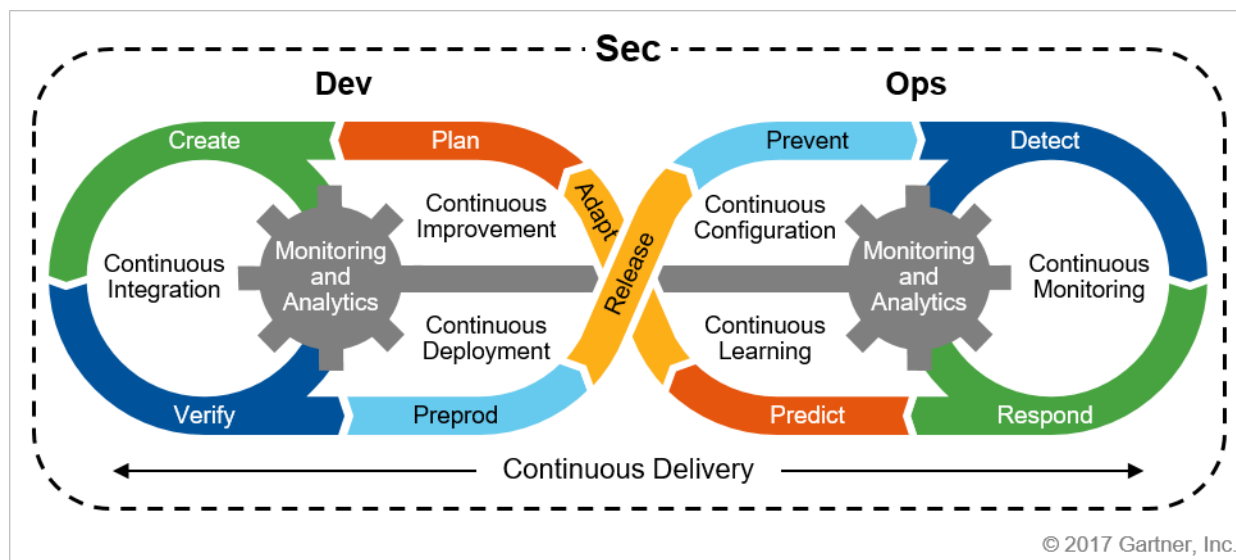 Sec
Dev
Ops
Create
Plan
Adapt
Release
Prevent
Detect
Continuous
Improvement
Continuous
Configuration
Continuous
Integration
Monitoring
and
Analytics
Monitoring
and
Analytics
Continuous
Monitoring
Continuous
Deployment
Continuous
Learning
Verify
Preprod
Predict
Respond
Continuous Delivery
© 2017 Gartner, Inc.